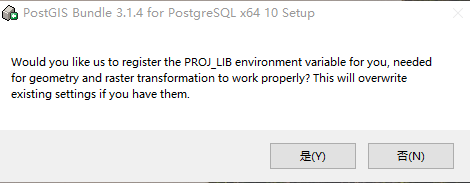 PostGIS Bundle 3.1.4 for PostgreSQL x64 10 Setup
Would you like us to register the PROJ_LIB environment variable for you, needed
for geometry and raster transformation to work properly? This will overwrite
existing settings if you have them.
是(Y)
否(N)